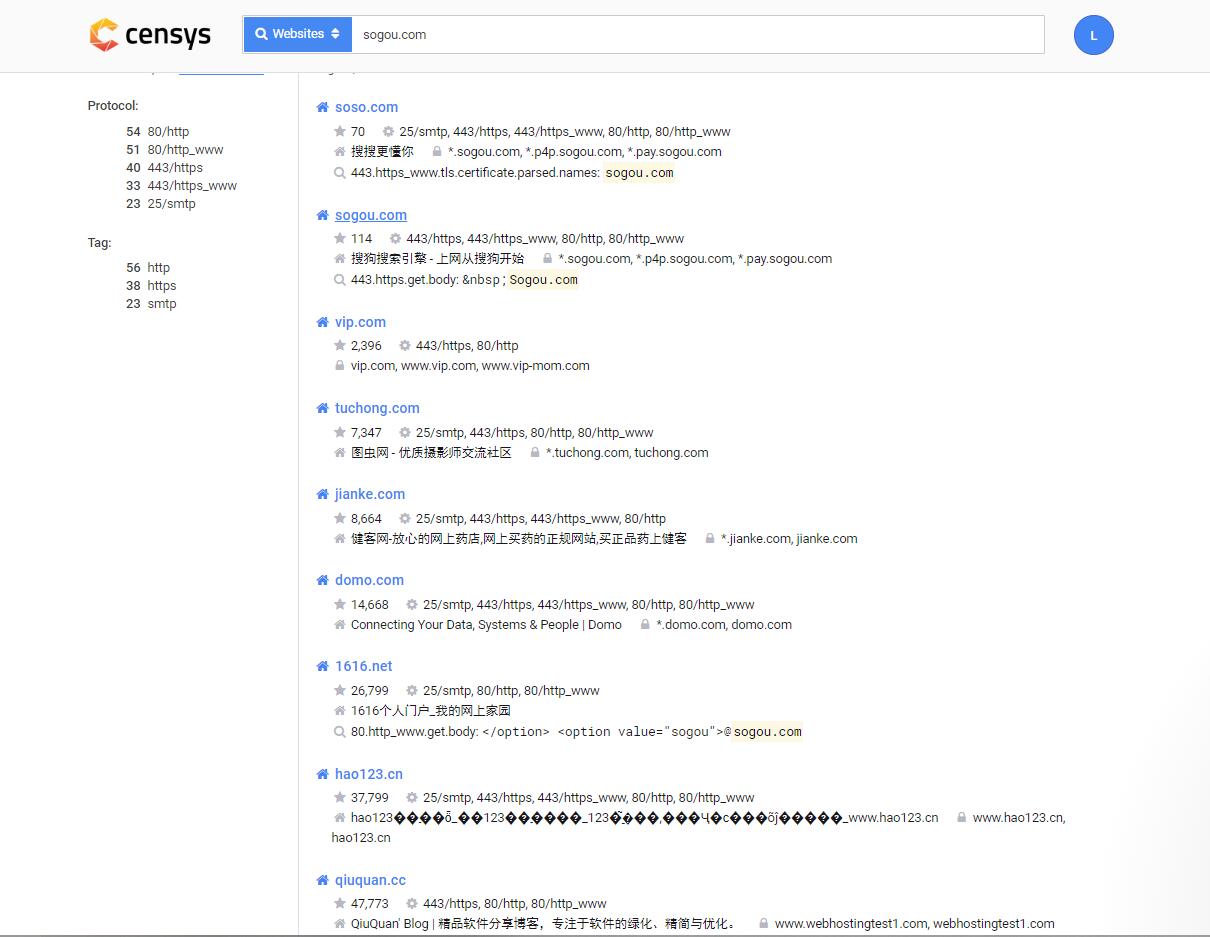 censys
Websites
sogou.com
L
Protocol:
54 80/http
51 80/http_www
40 443/https
33 443/https_www
23 25/smtp
Tag:
56 http
38 https
23 smtp
soso.com
70 25/smtp, 443/https, 443/https_www, 80/http, 80/http_www
搜搜更懂你 *.sogou.com, *.p4p.sogou.com, *.pay.sogou.com
443.https_www.tls.certificate.parsed.names: sogou.com
sogou.com
114 443/https, 443/https_www, 80/http, 80/http_www
搜狗搜索引擎 - 上网从搜狗开始 *.sogou.com, *.p4p.sogou.com, *.pay.sogou.com
443.https.get.body: &nbsp; Sogou.com
vip.com
2,396 443/https, 80/http
vip.com, www.vip.com, www.vip-mom.com
tuchong.com
7,347 25/smtp, 443/https, 80/http, 80/http_www
图虫网 - 优质摄影师交流社区 *.tuchong.com, tuchong.com
jianke.com
8,664 25/smtp, 443/https, 443/https_www, 80/http
健客网-放心的网上药店,网上买药的正规网站,买正品药上健客 *.jianke.com, jianke.com
domo.com
14,668 25/smtp, 443/https, 443/https_www, 80/http, 80/http_www
Connecting Your Data, Systems & People | Domo *.domo.com, domo.com
1616.net
26,799 25/smtp, 80/http, 80/http_www
1616个人门户_我的网上家园
80.http_www.get.body: </option> <option value="sogou">@sogou.com
hao123.cn
37,799 25/smtp, 443/https, 443/https_www, 80/http, 80/http_www
hao123 www.hao123.cn www.hao123.cn,
hao123.cn
qiuquan.cc
47,773 443/https, 80/http, 80/http_www
QiuQuan' Blog | 精品软件分享博客，专注于软件的绿化、精简与优化。 www.webhostingtest1.com, webhostingtest1.com